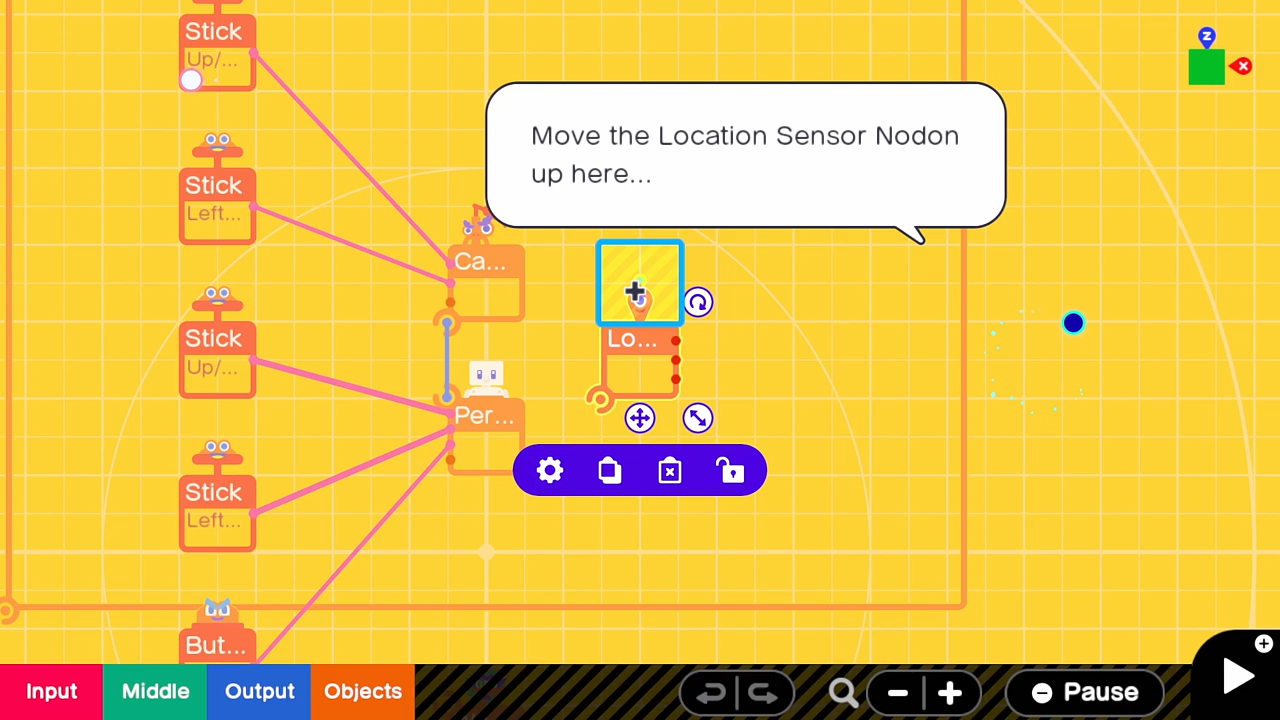 Stick
Up/...
Z
X
Move the Location Sensor Nodon
up here...
Stick
Left...
Ca...
Stick
Up/...
Lo...
Per...
Stick
Left...
But...
Input
Middle
Output
Objects
Pause